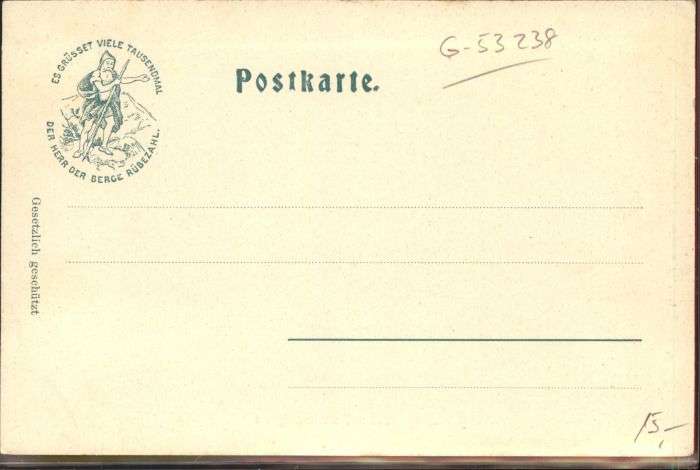 ES GRÜSSET VIELE TAUSENDMAL
DER HERR DER BERGE RÜBEZAHL.
Postkarte.
G-53238
Gesetzlich geschützt
15,-